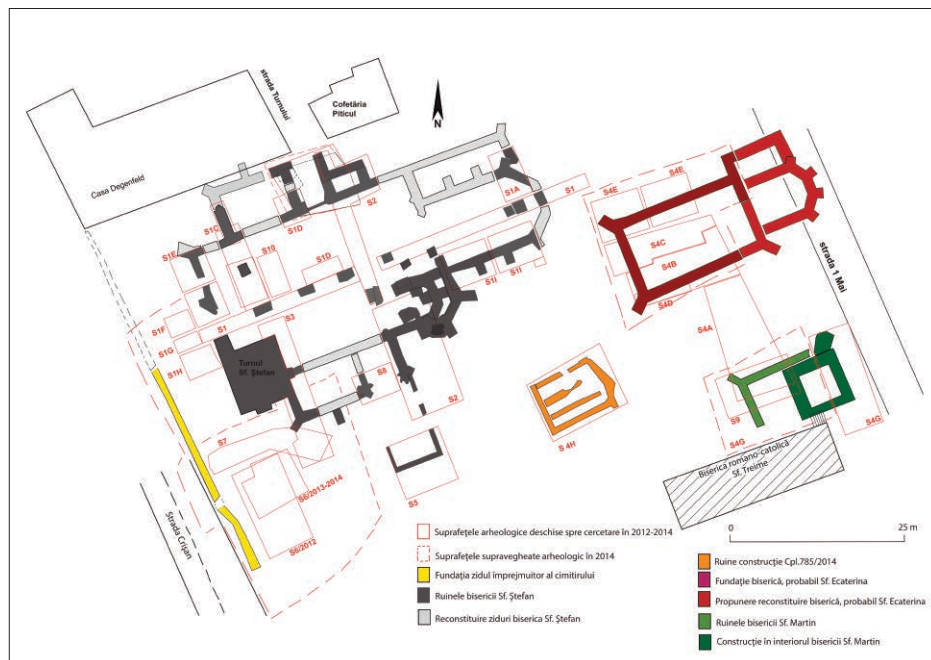 strada Turnului
Cofetăria
Piticul
N
Casa Degenfeld
S1C
S1D
S2
S1A
S1
S4E
S4E
S1E
S10
S1D
S4C
S4B
strada 1 Mai
S1I
S1I
S4D
S1F
S1
S3
S4A
S1G
S1H
Turnul
Sf. Ștefan
S8
S2
S9
S4G
S4G
S 4H
S7
Biserica romano-catolică
Sf. Treime
S6/2013-2014
S5
Strada Crișan
S6/2012
0
25 m
Suprafețele arheologice deschise spre cercetare în 2012-2014
Suprafețele supravegheate arheologic în 2014
Fundația zidul împrejmuitor al cimitirului
Ruinele bisericii Sf. Ștefan
Reconstituire ziduri biserica Sf. Ștefan
Ruine construcție Cpl.785/2014
Fundație biserică, probabil Sf. Ecaterina
Propunere reconstituire biserică, probabil Sf. Ecaterina
Ruinele bisericii Sf. Martin
Construcție în interiorul bisericii Sf. Martin